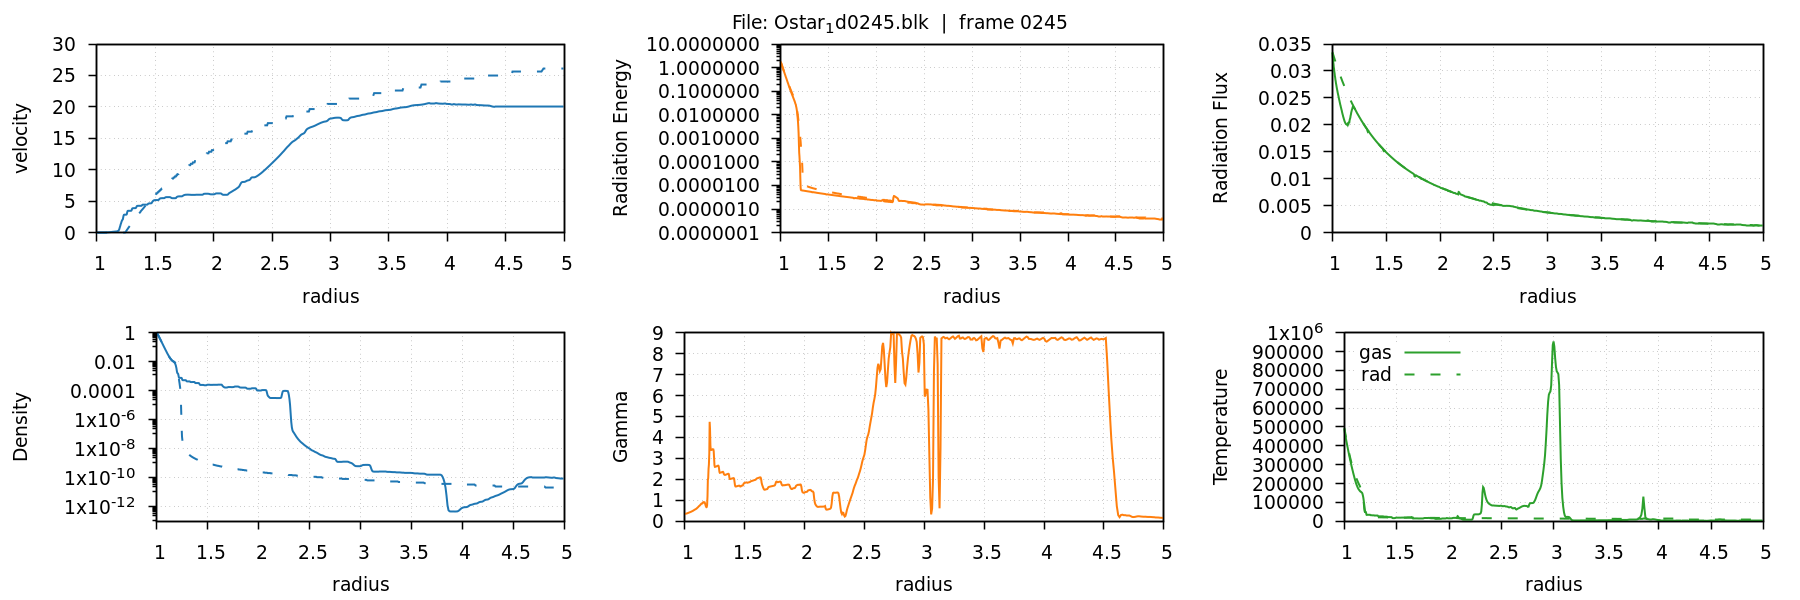 File: Ostar₁d0245.blk | frame 0245
velocity
30
25
20
15
10
5
0
1 1.5 2 2.5 3 3.5 4 4.5 5
radius
Radiation Energy
10.0000000
1.0000000
0.1000000
0.0100000
0.0010000
0.0001000
0.0000100
0.0000010
0.0000001
1 1.5 2 2.5 3 3.5 4 4.5 5
radius
Radiation Flux
0.035
0.03
0.025
0.02
0.015
0.01
0.005
0
1 1.5 2 2.5 3 3.5 4 4.5 5
radius
Density
1
0.01
0.0001
1x10⁻⁶
1x10⁻⁸
1x10⁻¹⁰
1x10⁻¹²
1 1.5 2 2.5 3 3.5 4 4.5 5
radius
Gamma
9
8
7
6
5
4
3
2
1
0
1 1.5 2 2.5 3 3.5 4 4.5 5
radius
Temperature
1x10⁶
900000
800000
700000
600000
500000
400000
300000
200000
100000
0
gas
rad
1 1.5 2 2.5 3 3.5 4 4.5 5
radius